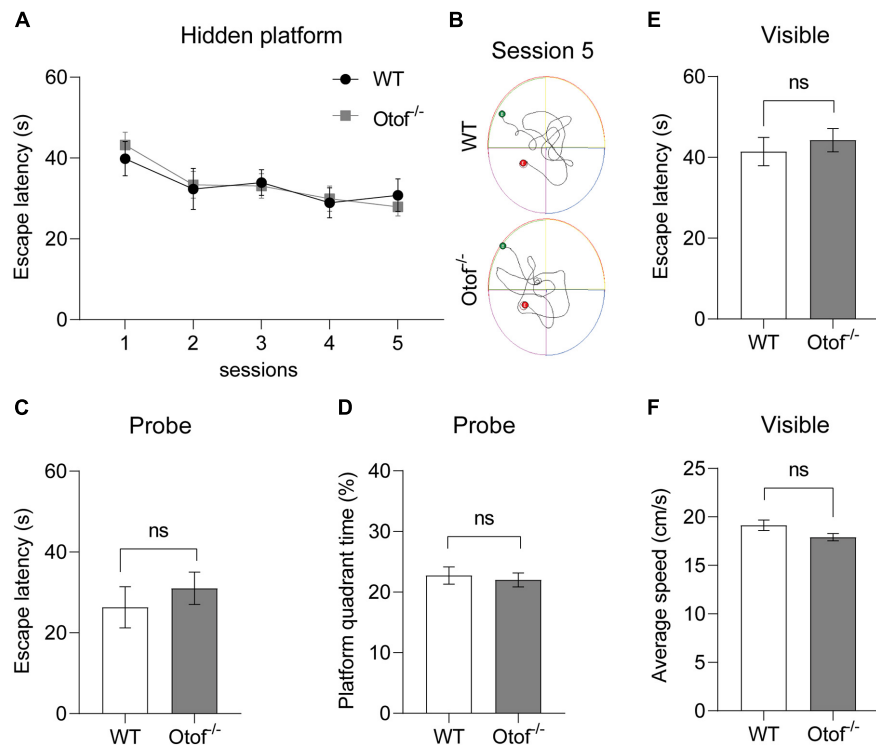 A
Hidden platform
Escape latency (s)
60
40
20
0
1 2 3 4 5
sessions
WT
Otof-/-
B
Session 5
WT
Otof-/-
E
Visible
Escape latency (s)
60
40
20
0
ns
WT Otof-/-
C
Probe
Escape latency (s)
60
40
20
0
ns
WT Otof-/-
D
Probe
Platform quadrant time (%)
40
30
20
10
0
ns
WT Otof-/-
F
Visible
Average speed (cm/s)
25
20
15
10
5
0
ns
WT Otof-/-